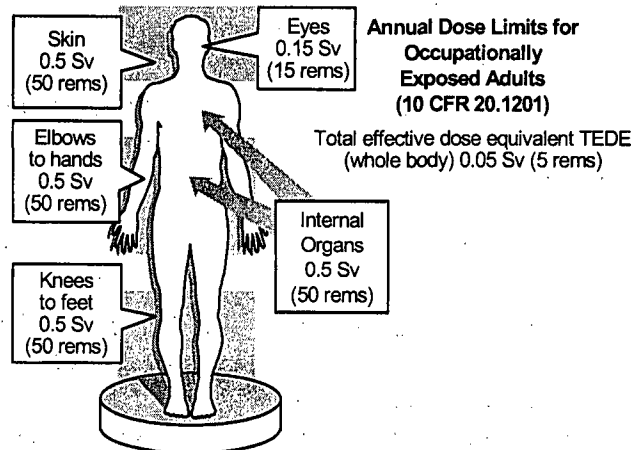 Skin
0.5 Sv
(50 rems)
Eyes
0.15 Sv
(15 rems)
Annual Dose Limits for
Occupationally
Exposed Adults
(10 CFR 20.1201)
Total effective dose equivalent TEDE
(whole body) 0.05 Sv (5 rems)
Elbows
to hands
0.5 Sv
(50 rems)
Internal
Organs
0.5 Sv
(50 rems)
Knees
to feet
0.5 Sv
(50 rems)